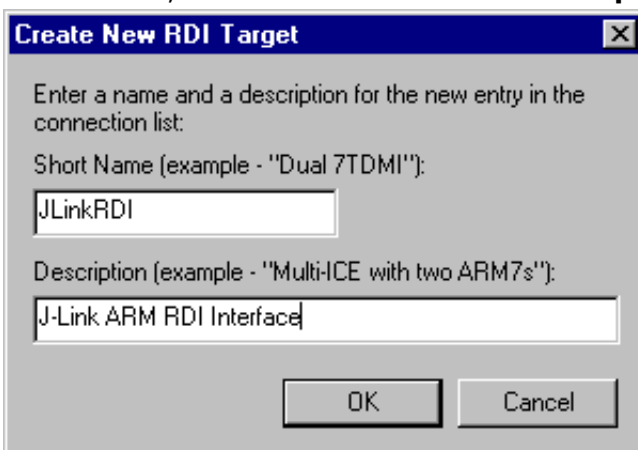 Create New RDI Target
Enter a name and a description for the new entry in the
connection list:
Short Name (example - "Dual 7TDMI"):
JLinkRDI
Description (example - "Multi-ICE with two ARM7s"):
J-Link ARM RDI Interface
OK Cancel